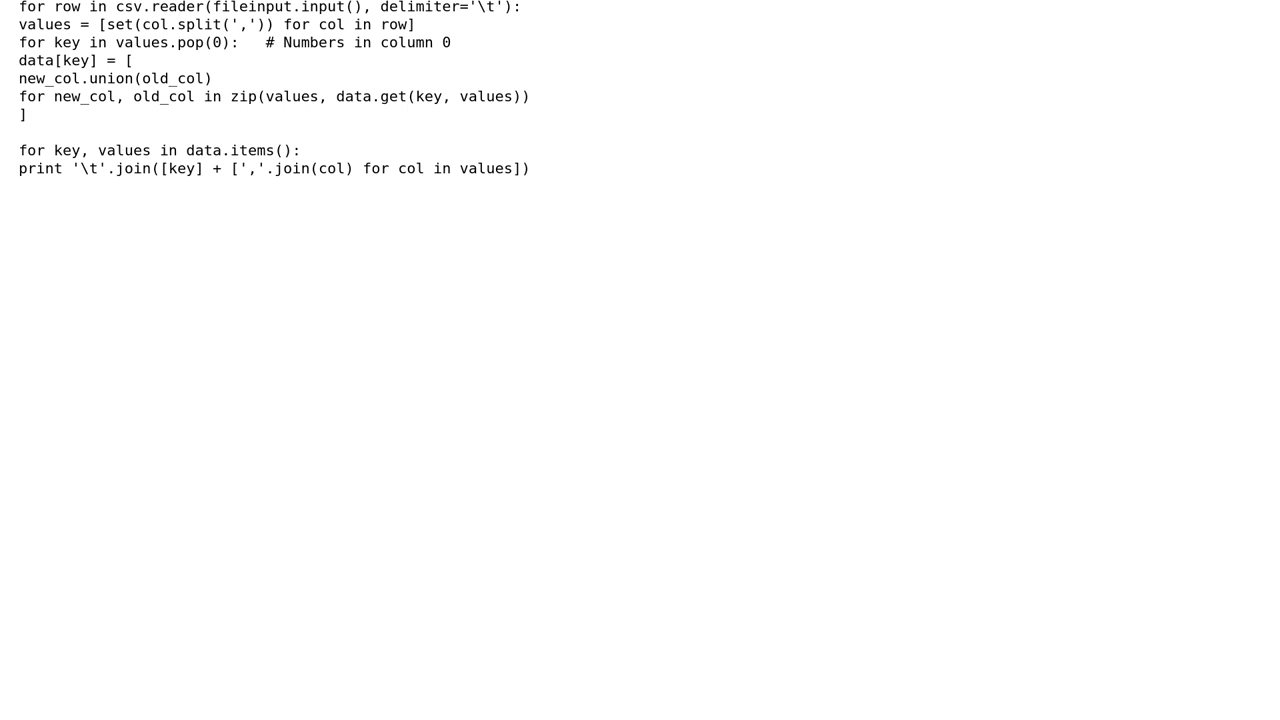 for row in csv.reader(fileinput.input(), delimiter='\t'):
values = [set(col.split(',')) for col in row]
for key in values.pop(0):   # Numbers in column 0
data[key] = [
new_col.union(old_col)
for new_col, old_col in zip(values, data.get(key, values))
]

for key, values in data.items():
print '\t'.join([key] + [','.join(col) for col in values])